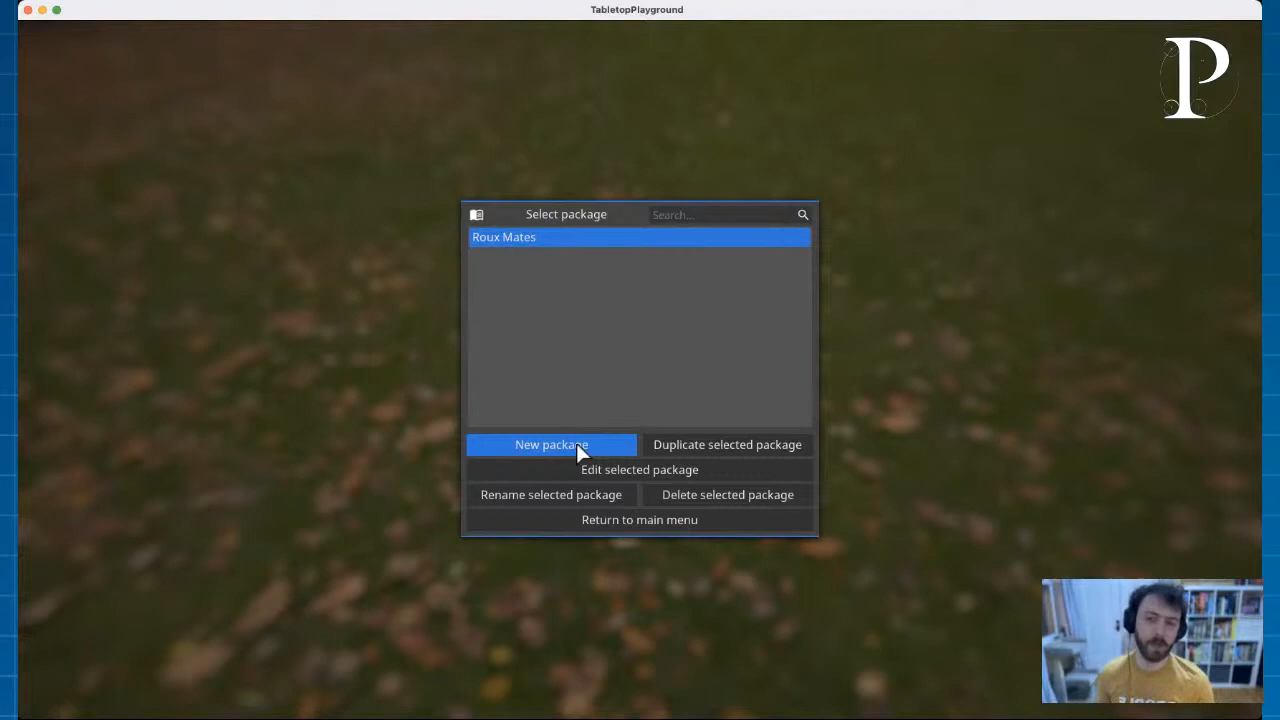 TabletopPlayground
P
Select package
Search...
Roux Mates
New package
Duplicate selected package
Edit selected package
Rename selected package
Delete selected package
Return to main menu